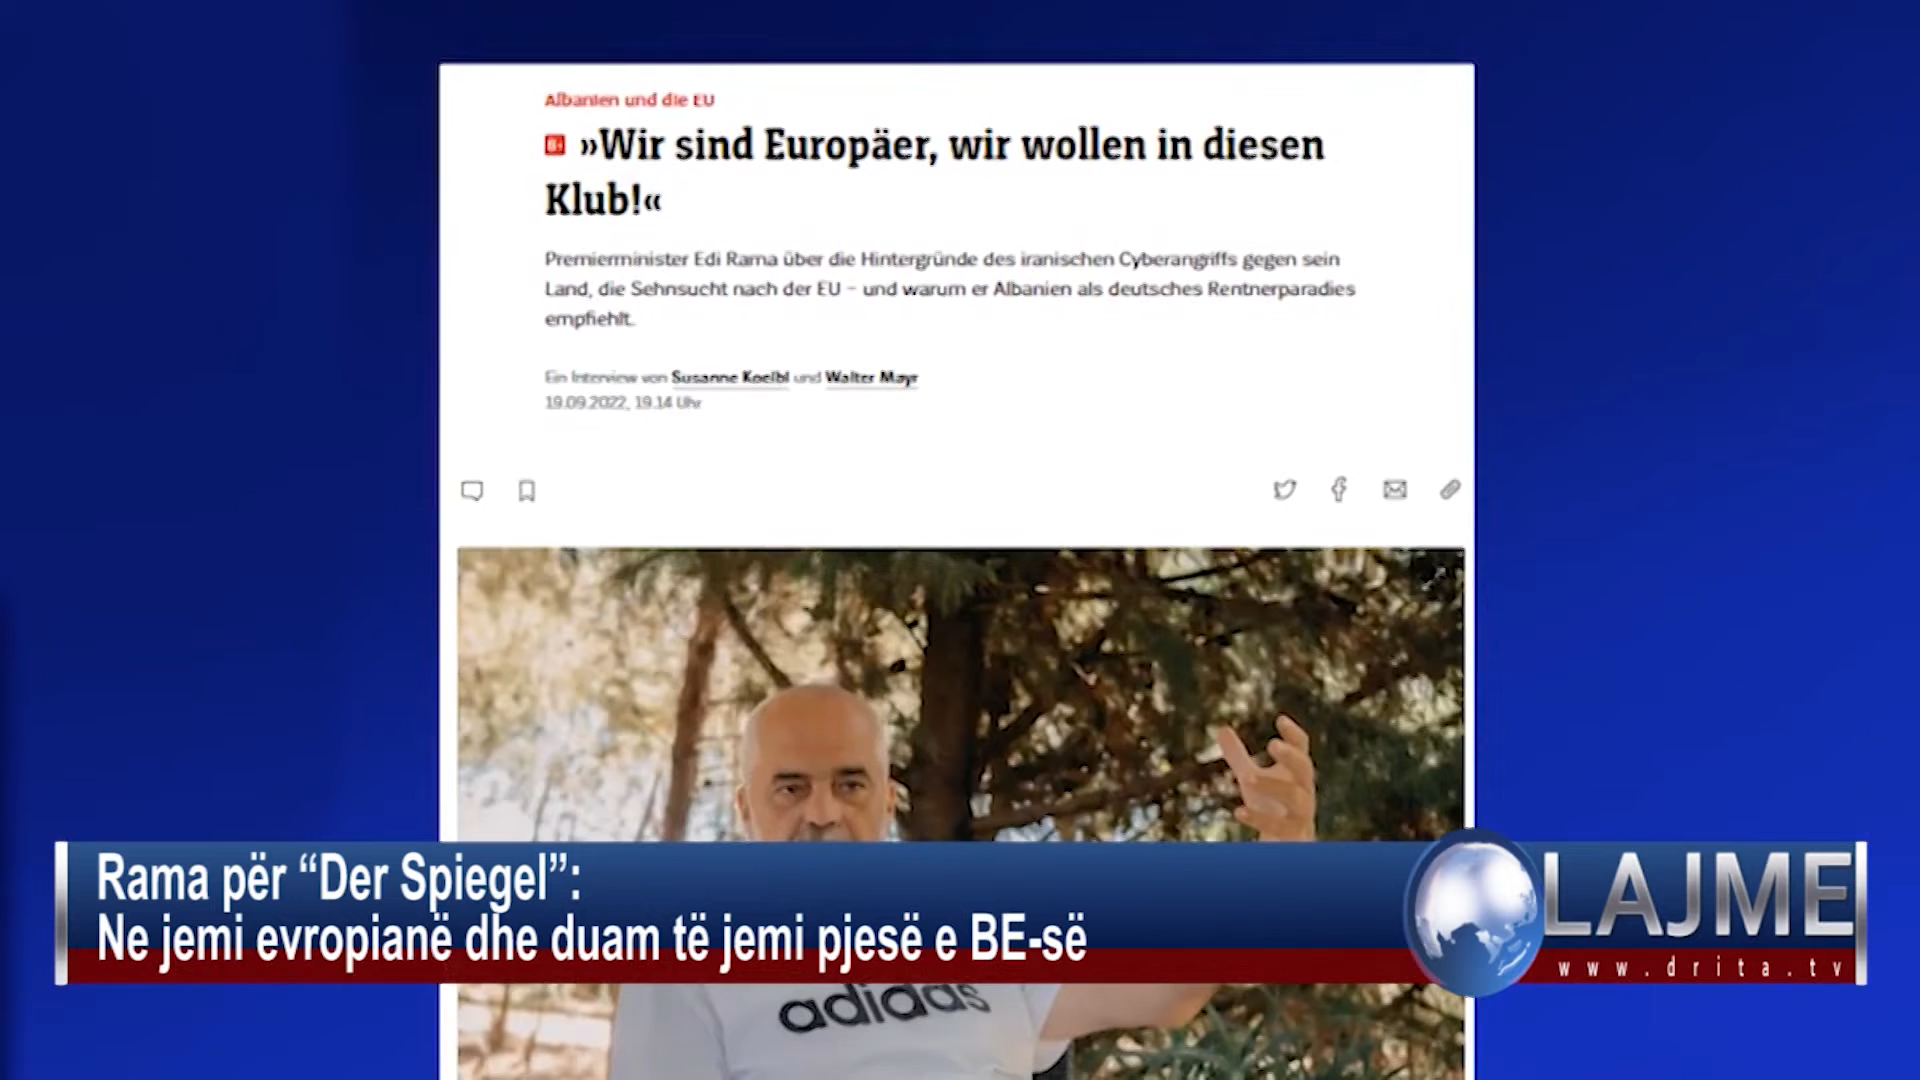 Albanien und die EU
S+ »Wir sind Europäer, wir wollen in diesen
Klub!«
Premierminister Edi Rama über die Hintergründe des iranischen Cyberangriffs gegen sein
Land, die Sehnsucht nach der EU – und warum er Albanien als deutsches Rentnerparadies
empfiehlt.
Ein Interview von Susanne Koelbl und Walter Mayr
19.09.2022, 19.14 Uhr
Rama për “Der Spiegel”:
Ne jemi evropianë dhe duam të jemi pjesë e BE-së
LAJME
www.drita.tv
adidas